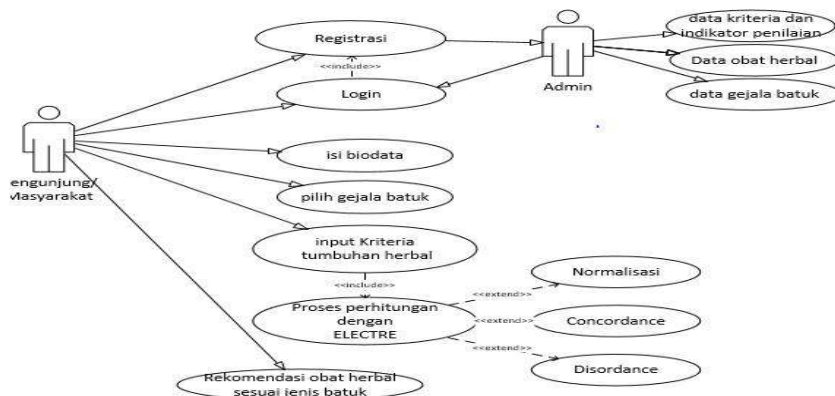 Registrasi
<<include>>
Login
Admin
data kriteria dan
indikator penilaian
Data obat herbal
data gejala batuk
engunjung/
Masyarakat
isi biodata
pilih gejala batuk
input Kriteria
tumbuhan herbal
<<include>>
Proses perhitungan
dengan
ELECTRE
<<extend>>
Normalisasi
<<extend>>
Concordance
<<extend>>
Disordance
Rekomendasi obat herbal
sesuai jenis batuk